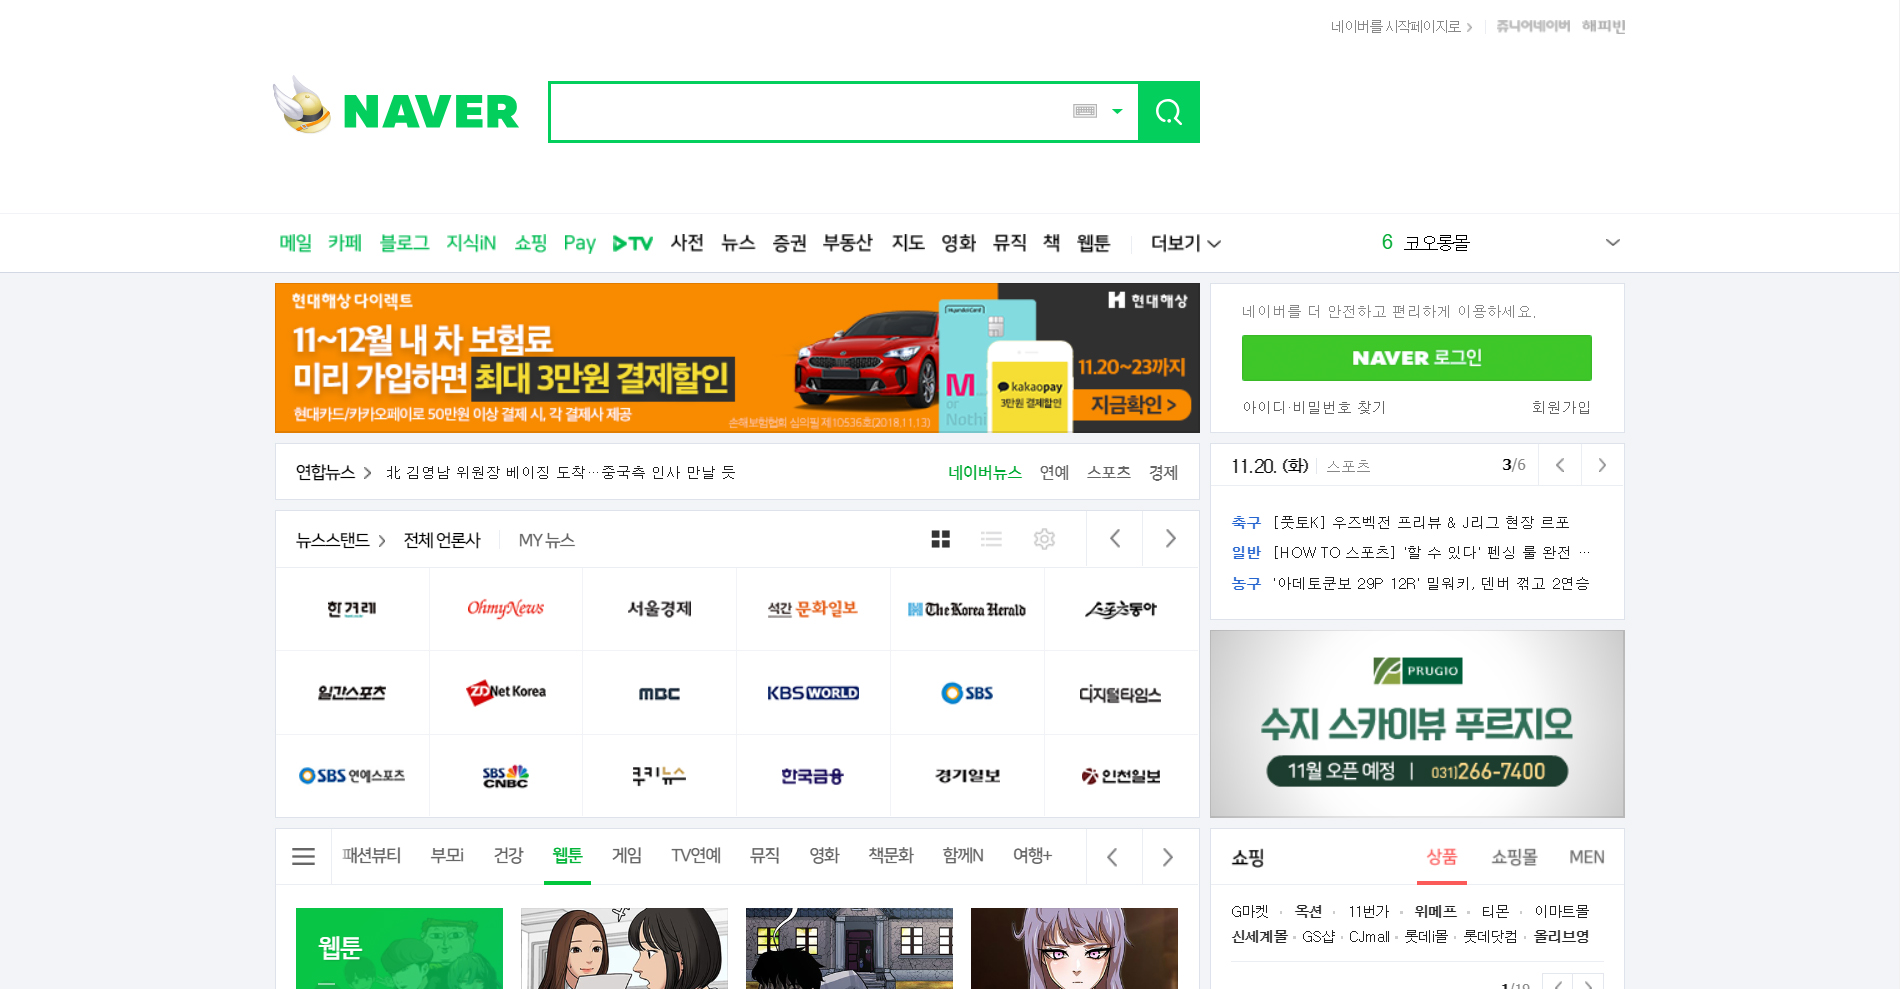 네이버를 시작페이지로
쥬니어네이버 해피빈
NAVER
메일 카페 블로그 지식iN 쇼핑 Pay TV 사전 뉴스 증권 부동산 지도 영화 뮤직 책 웹툰 더보기
6 코오롱몰
현대해상 다이렉트
현대해상
11~12월 내 차 보험료
미리 가입하면 최대 3만원 결제할인
현대카드/카카오페이로 50만원 이상 결제 시, 각 결제사 제공
손해보험협회 심의필 제10536호(2018.11.13)
HyundaiCard
M
or
Nothi
kakaopay
3만원 결제할인
11.20~23까지
지금확인 >
네이버를 더 안전하고 편리하게 이용하세요.
NAVER 로그인
아이디·비밀번호 찾기 회원가입
연합뉴스 北 김영남 위원장 베이징 도착…중국측 인사 만날 듯
네이버뉴스 연예 스포츠 경제
11.20. (화) 스포츠 3/6
축구 [풋토K] 우즈벡전 프리뷰 & J리그 현장 르포
일반 [HOW TO 스포츠] '할 수 있다' 펜싱 룰 완전 …
농구 '아데토쿤보 29P 12R' 밀워키, 덴버 꺾고 2연승
뉴스스탠드 전체 언론사 MY 뉴스
한겨레 OhmyNews 서울경제 석간 문화일보 The Korea Herald 스포츠동아
일간스포츠 ZDNet Korea MBC KBS WORLD SBS 디지털타임스
SBS 연예스포츠 SBS CNBC 쿠키뉴스 한국금융 경기일보 인천일보
PRUGIO
수지 스카이뷰 푸르지오
11월 오픈 예정 | 031)266-7400
패션뷰티 부모i 건강 웹툰 게임 TV연예 뮤직 영화 책문화 함께N 여행+
웹툰
쇼핑 상품 쇼핑몰 MEN
G마켓 · 옥션 · 11번가 · 위메프 · 티몬 · 이마트몰
신세계몰 · GS샵 · CJmall · 롯데i몰 · 롯데닷컴 · 올리브영
1/19